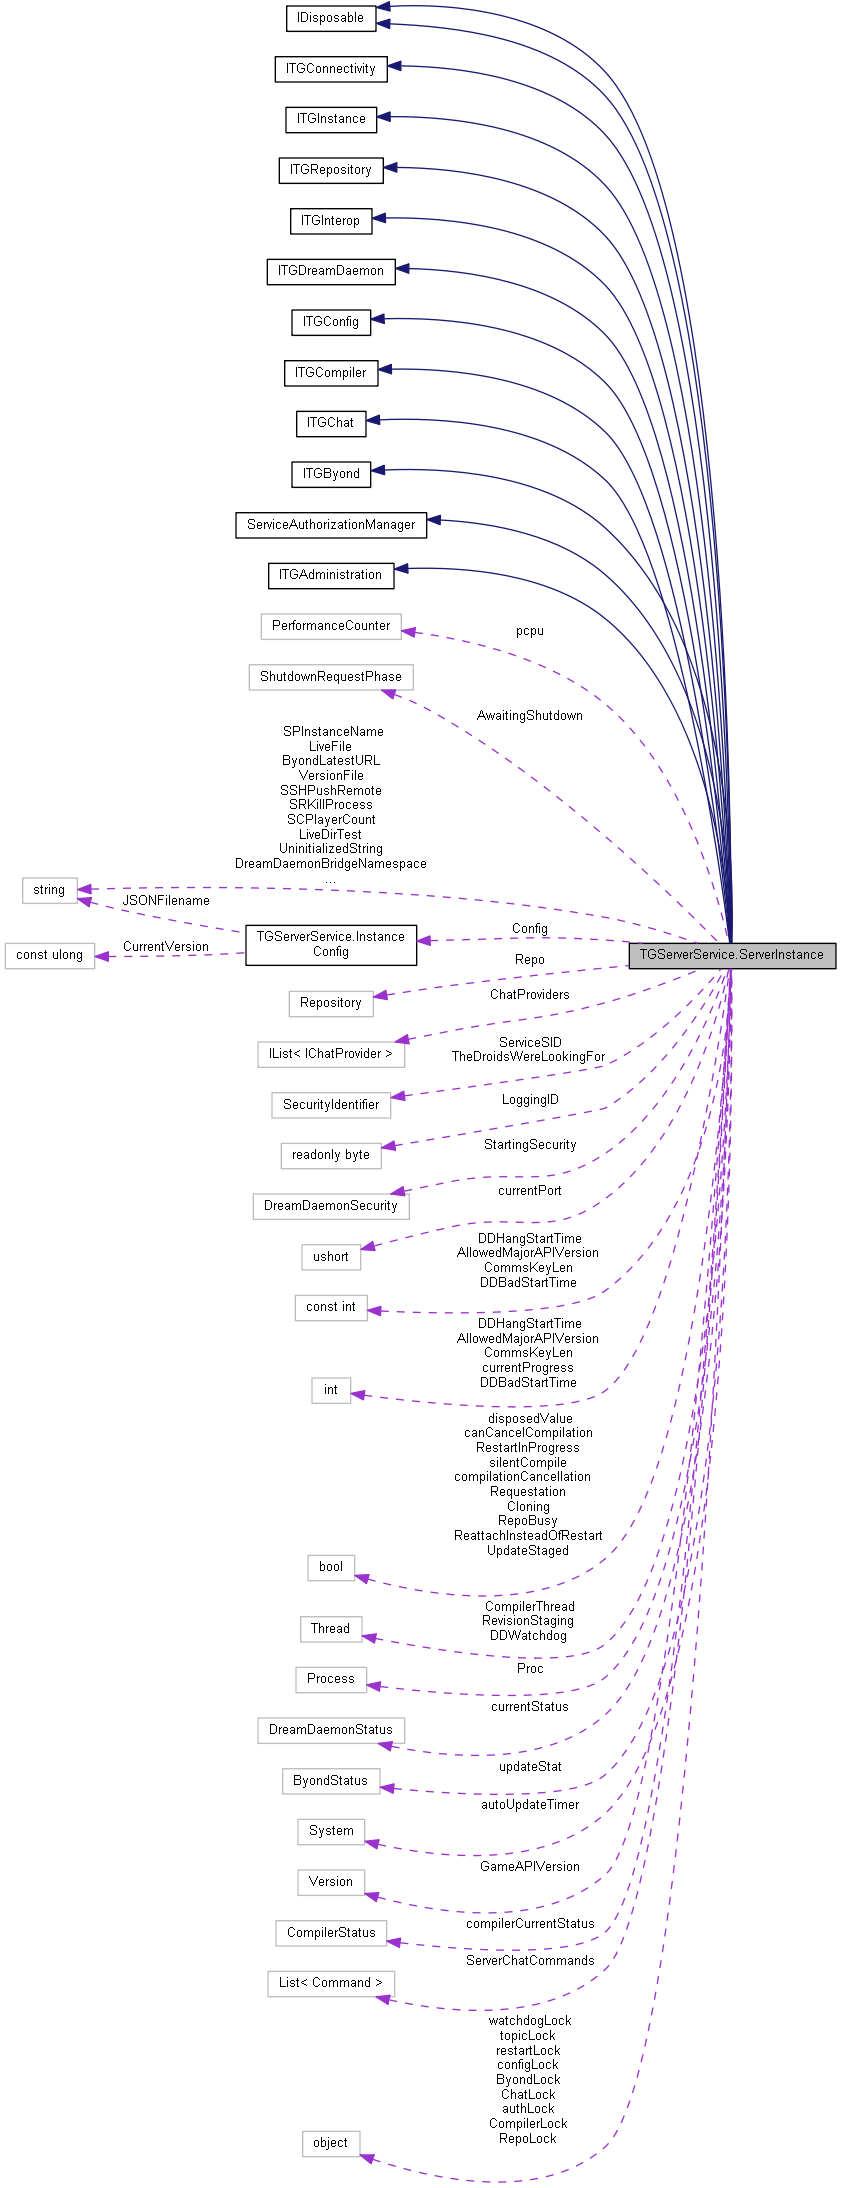 IDisposable
ITGConnectivity
ITGInstance
ITGRepository
ITGInterop
ITGDreamDaemon
ITGConfig
ITGCompiler
ITGChat
ITGByond
ServiceAuthorizationManager
ITGAdministration
PerformanceCounter
pcpu
ShutdownRequestPhase
AwaitingShutdown
SPInstanceName
LiveFile
ByondLatestURL
VersionFile
SSHPushRemote
SRKillProcess
SCPlayerCount
LiveDirTest
UninitializedString
DreamDaemonBridgeNamespace
...
string
JSONFilename
const ulong
CurrentVersion
TGServerService.Instance
Config
Config
TGServerService.ServerInstance
Repo
Repository
ChatProviders
IList< IChatProvider >
ServiceSID
TheDroidsWereLookingFor
SecurityIdentifier
LoggingID
readonly byte
StartingSecurity
DreamDaemonSecurity
currentPort
ushort
DDHangStartTime
AllowedMajorAPIVersion
CommsKeyLen
DDBadStartTime
const int
DDHangStartTime
AllowedMajorAPIVersion
CommsKeyLen
currentProgress
DDBadStartTime
int
disposedValue
canCancelCompilation
RestartInProgress
silentCompile
compilationCancellation
Requestation
Cloning
RepoBusy
ReattachInsteadOfRestart
UpdateStaged
bool
CompilerThread
RevisionStaging
DDWatchdog
Thread
Proc
Process
currentStatus
DreamDaemonStatus
updateStat
ByondStatus
autoUpdateTimer
System
GameAPIVersion
Version
compilerCurrentStatus
CompilerStatus
ServerChatCommands
List< Command >
watchdogLock
topicLock
restartLock
configLock
ByondLock
ChatLock
authLock
CompilerLock
RepoLock
object